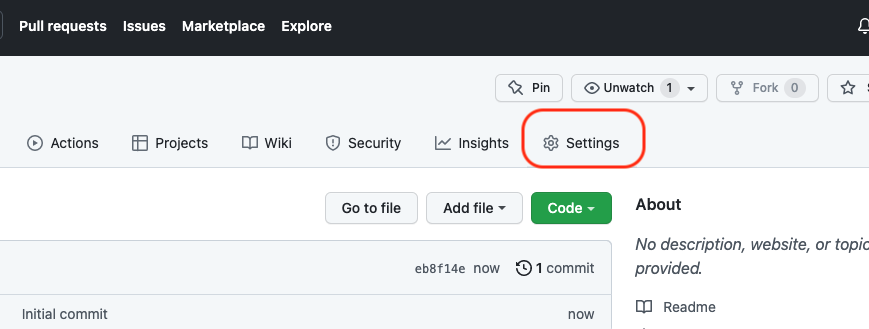 Pull requests Issues Marketplace Explore
Pin Unwatch 1 Fork 0
Actions Projects Wiki Security Insights Settings
Go to file Add file Code About
No description, website, or topic
provided.
eb8f14e now 1 commit
Readme
Initial commit now